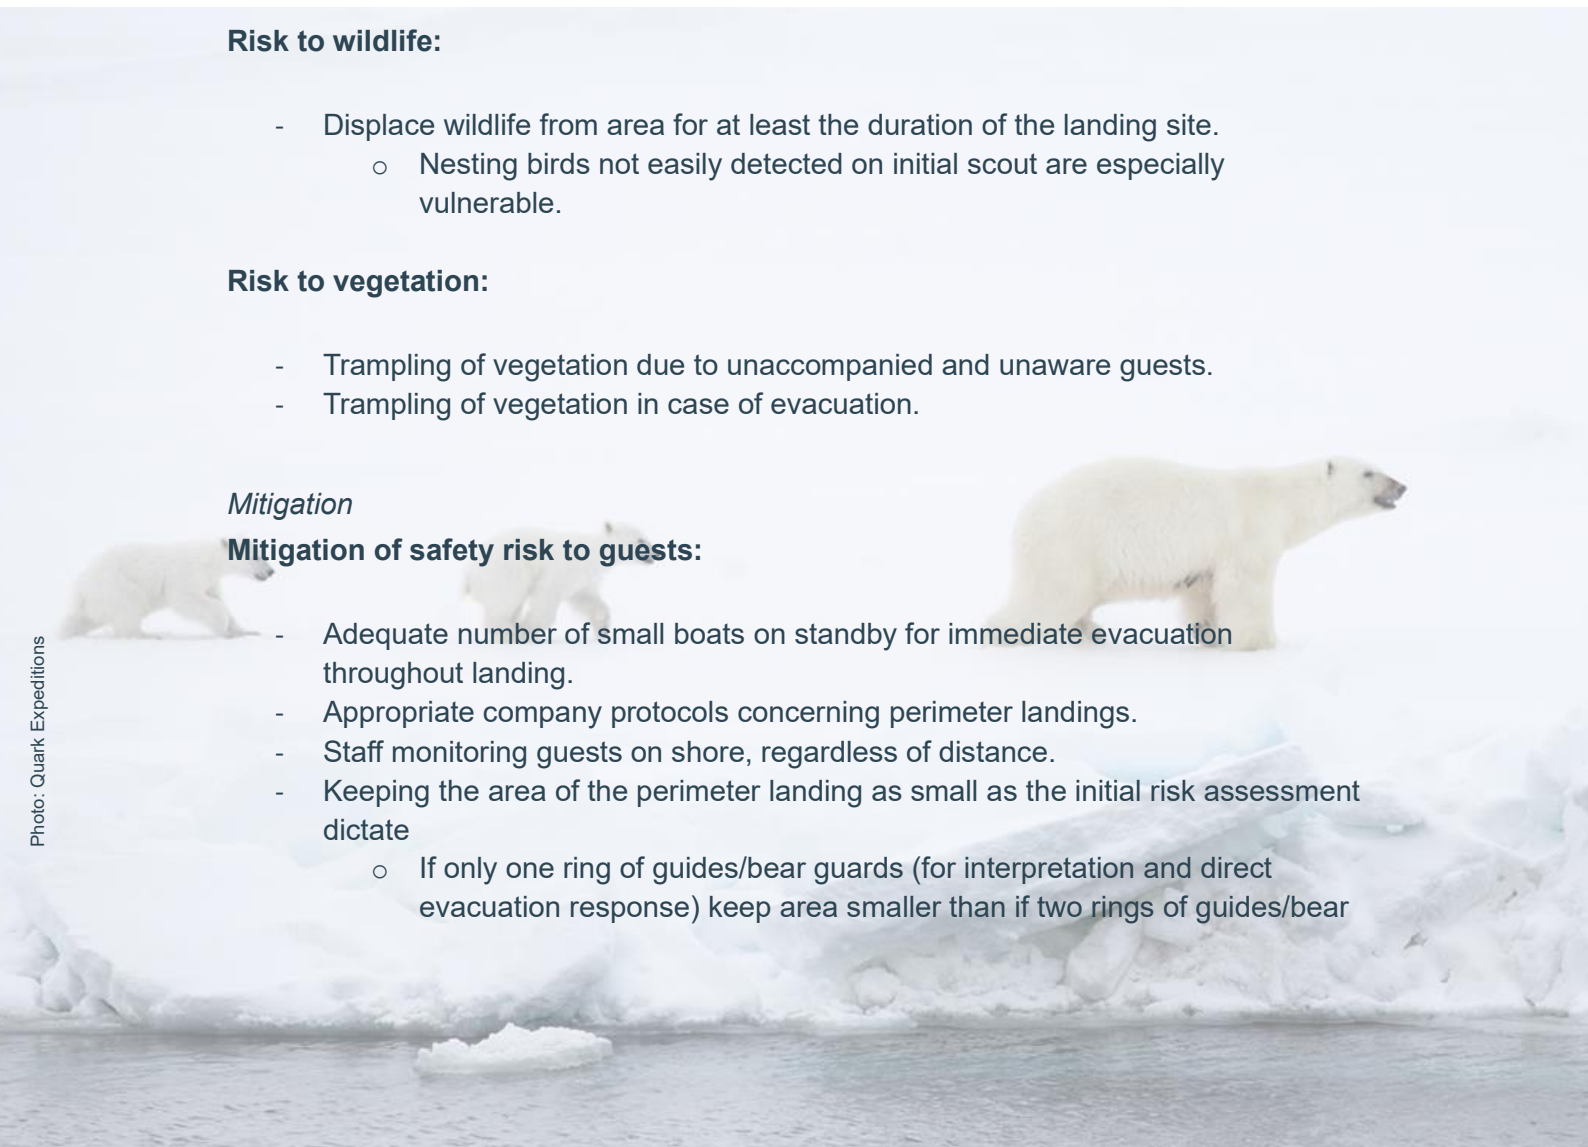 Risk to wildlife:
- Displace wildlife from area for at least the duration of the landing site.
o Nesting birds not easily detected on initial scout are especially
vulnerable.
Risk to vegetation:
- Trampling of vegetation due to unaccompanied and unaware guests.
- Trampling of vegetation in case of evacuation.
Mitigation
Mitigation of safety risk to guests:
- Adequate number of small boats on standby for immediate evacuation
throughout landing.
- Appropriate company protocols concerning perimeter landings.
- Staff monitoring guests on shore, regardless of distance.
- Keeping the area of the perimeter landing as small as the initial risk assessment
dictate
o If only one ring of guides/bear guards (for interpretation and direct
evacuation response) keep area smaller than if two rings of guides/bear
Photo: Quark Expeditions